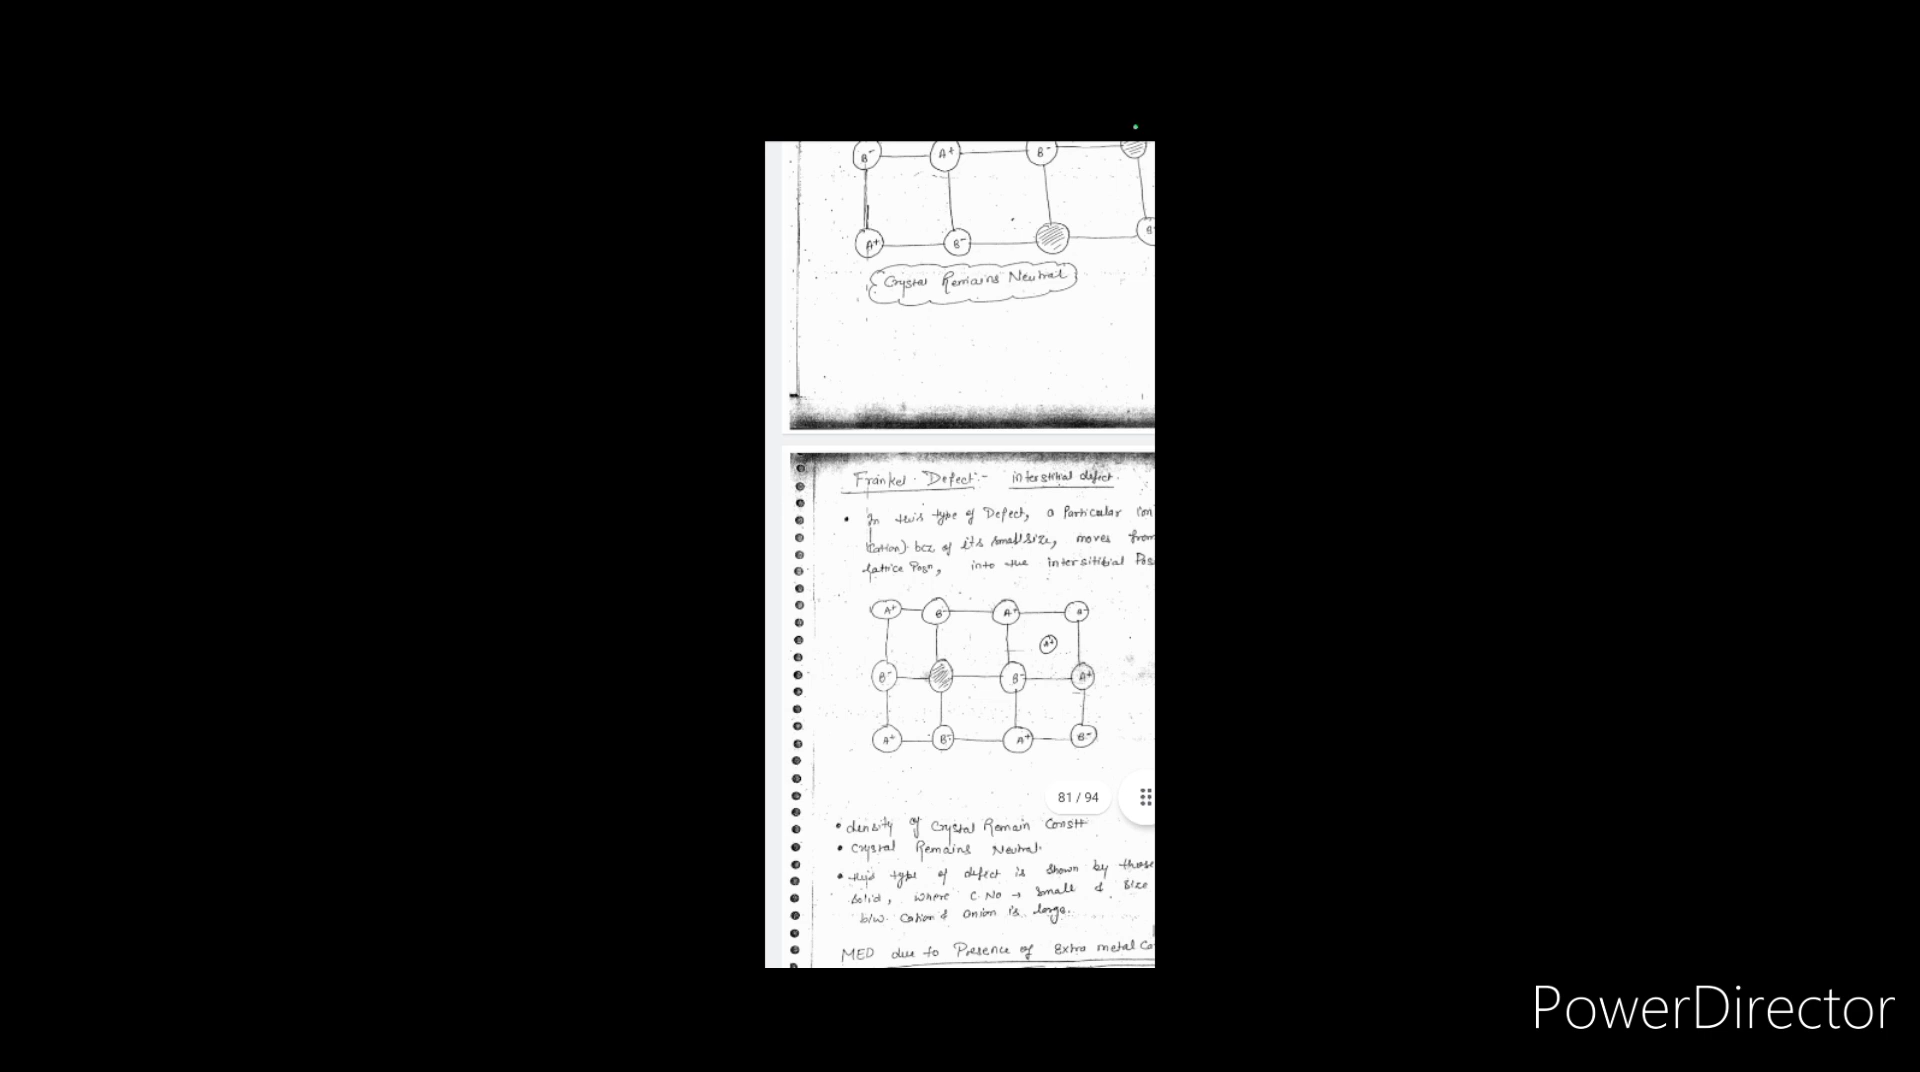 B- A+ B-
A+ B- B
Crystal Remains Neutral
Frankel Defect:- interstitial defect.
• In this type of Defect, a Particular
(Cation) bcz of its small size, moves from
lattice Posn, into the intersitibial Pos
A+ B- A+ B-
A+
B- B- A+
A+ B- A+ B-
81 / 94
• density of Crystal Remain Constt
• Crystal Remains Neutral.
• this type of defect is shown by those
solid, where C.No → small & size
b/w. Cation & anion is large.
MED due to Presence of Extra metal Ca
PowerDirector